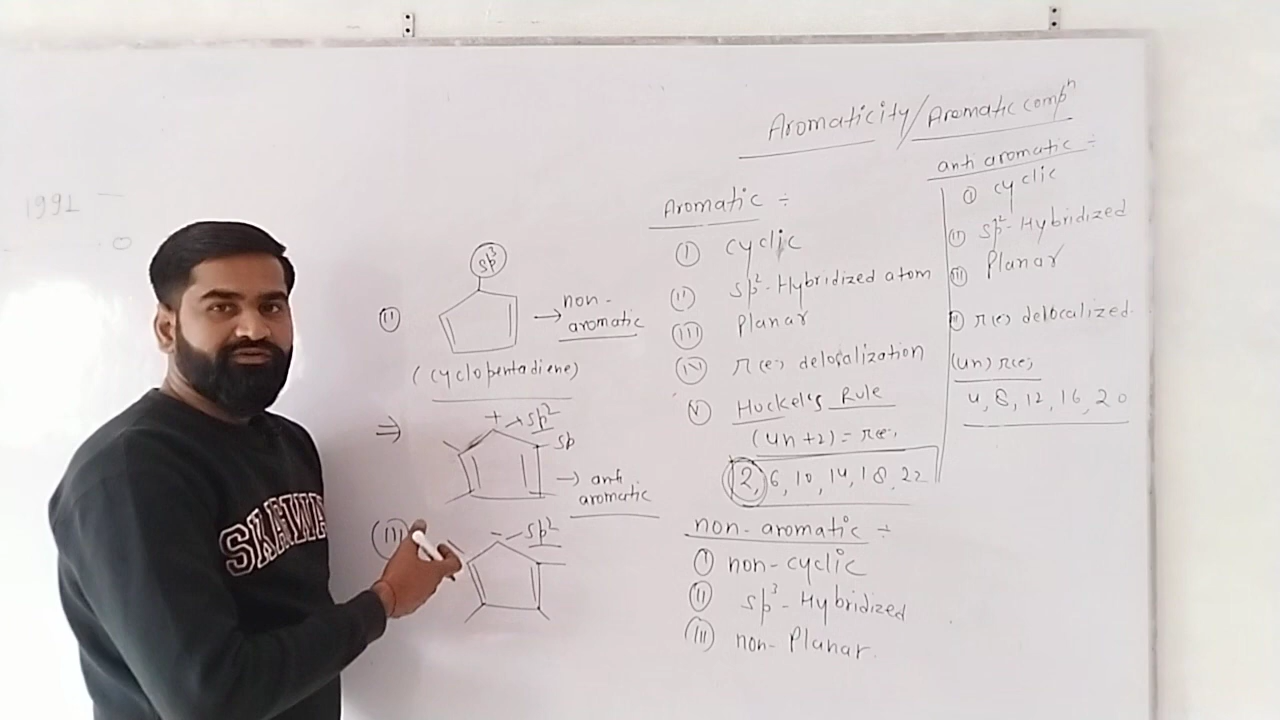 Aromaticity/Aromatic compⁿ
1991
0
sp³
(ii)
→ non-
aromatic
(cyclopentadiene)
⇒
+ → sp²
sp
→ anti
aromatic
(iii)
- - sp²
SKAIWA
Aromatic ÷
(i) cyclic
(ii) sp²-Hybridized atom
(iii) Planar
(iv) π(e) delocalization
(v) Huckel's Rule
(4n+2) = πe
2, 6, 10, 14, 18, 22
non-aromatic ÷
(i) non-cyclic
(ii) sp³-Hybridized
(iii) non-Planar.
anti aromatic ÷
(i) cyclic
(ii) sp²-Hybridized
(iii) Planar
π(e) delocalized.
(4n) π(e)
4, 8, 12, 16, 20